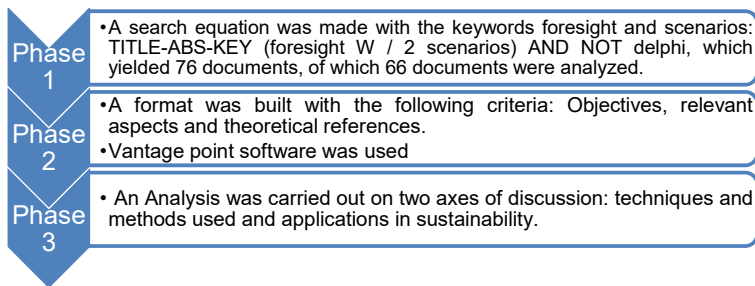 Phase
1
•A search equation was made with the keywords foresight and scenarios:
TITLE-ABS-KEY (foresight W / 2 scenarios) AND NOT delphi, which
yielded 76 documents, of which 66 documents were analyzed.
Phase
2
•A format was built with the following criteria: Objectives, relevant
aspects and theoretical references.
•Vantage point software was used
Phase
3
• An Analysis was carried out on two axes of discussion: techniques and
methods used and applications in sustainability.